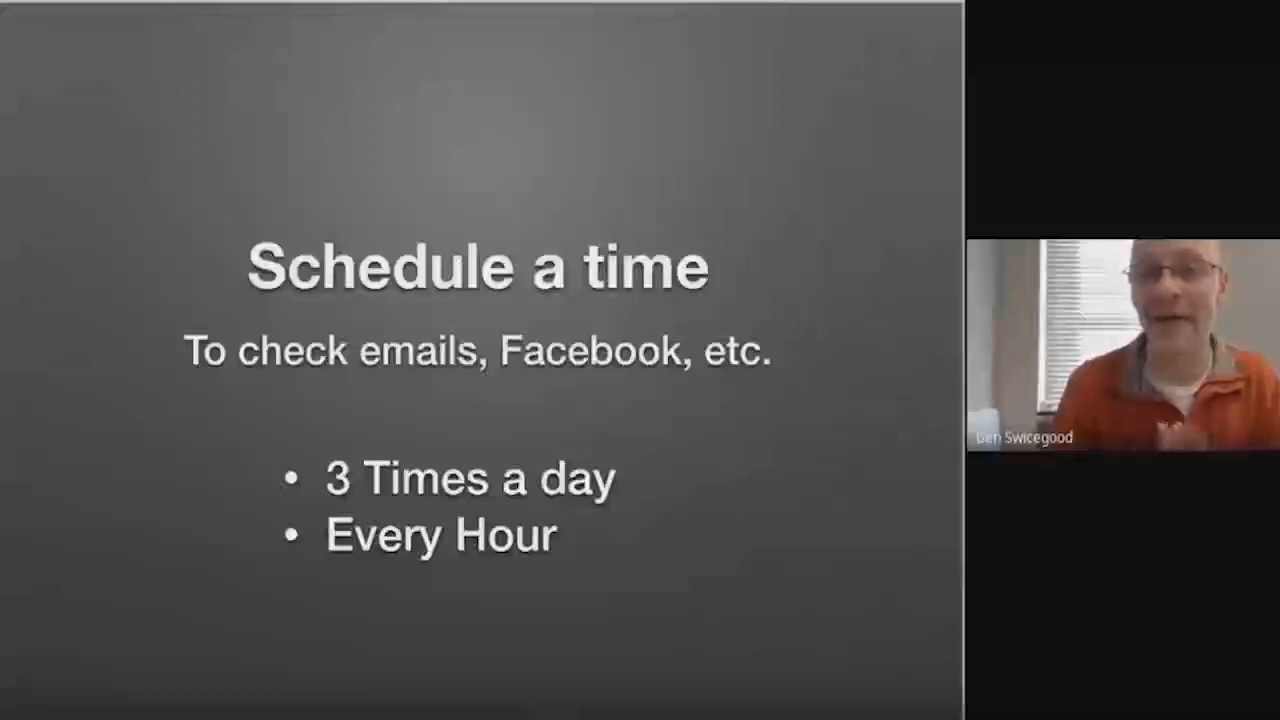 Schedule a time
To check emails, Facebook, etc.
• 3 Times a day
• Every Hour
Ben Swicegood